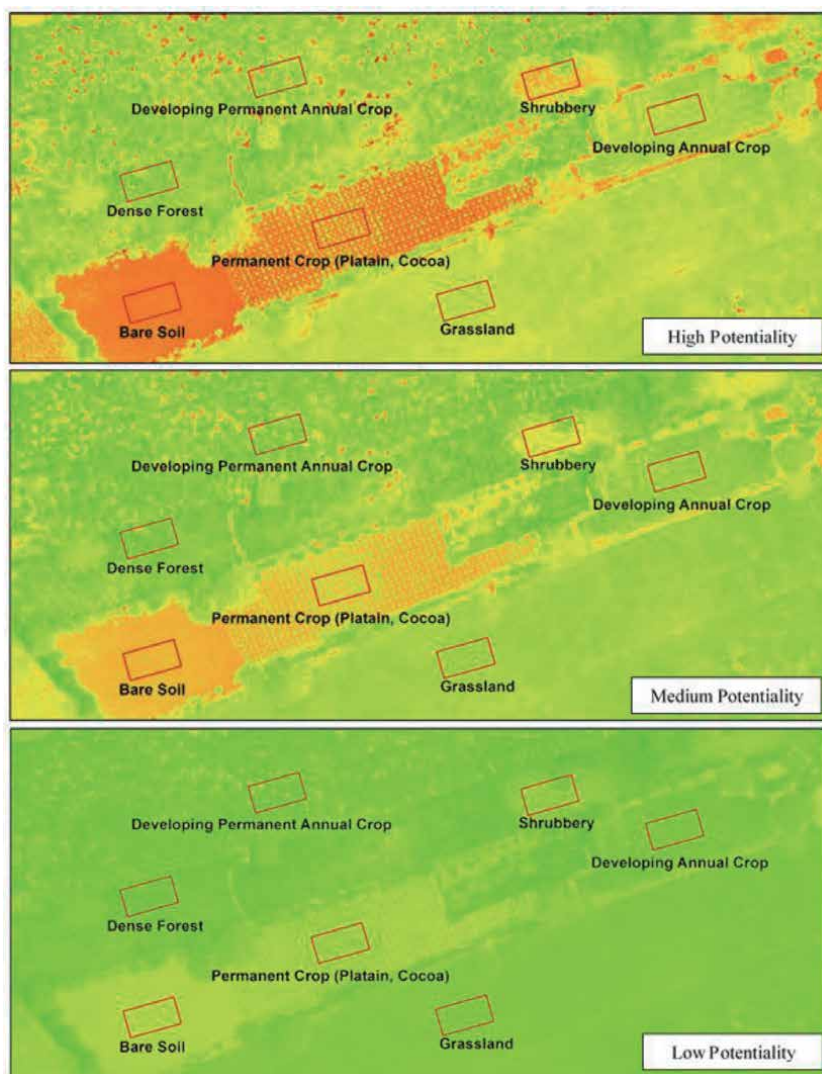 Developing Permanent Annual Crop
Shrubbery
Developing Annual Crop
Dense Forest
Permanent Crop (Platain, Cocoa)
Bare Soil
Grassland
High Potentiality
Developing Permanent Annual Crop
Shrubbery
Developing Annual Crop
Dense Forest
Permanent Crop (Platain, Cocoa)
Bare Soil
Grassland
Medium Potentiality
Developing Permanent Annual Crop
Shrubbery
Developing Annual Crop
Dense Forest
Permanent Crop (Platain, Cocoa)
Bare Soil
Grassland
Low Potentiality